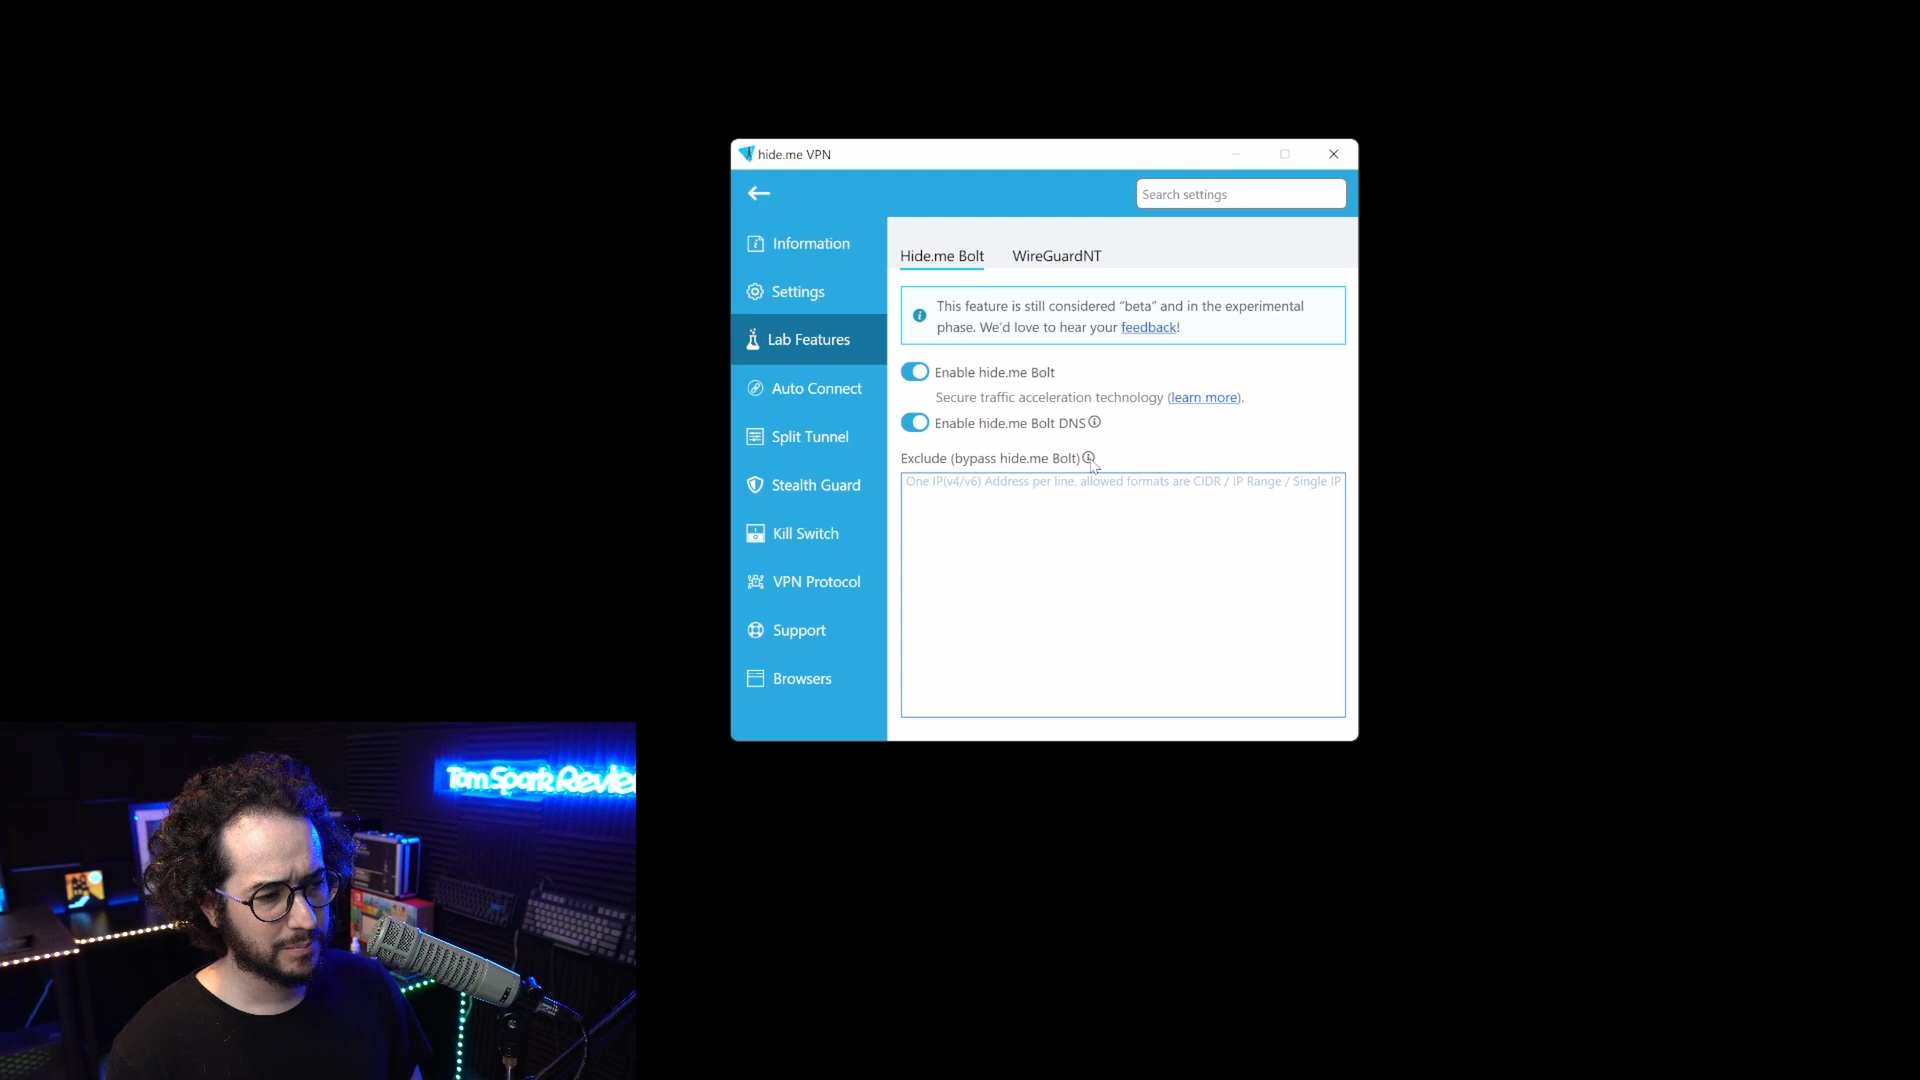 hide.me VPN
Search settings
Information
Settings
Lab Features
Auto Connect
Split Tunnel
Stealth Guard
Kill Switch
VPN Protocol
Support
Browsers
Hide.me Bolt
WireGuardNT
This feature is still considered “beta” and in the experimental
phase. We’d love to hear your feedback!
Enable hide.me Bolt
Secure traffic acceleration technology (learn more).
Enable hide.me Bolt DNS
Exclude (bypass hide.me Bolt)
One IP(v4/v6) Address per line, allowed formats are CIDR / IP Range / Single IP
Tom Spark Revie